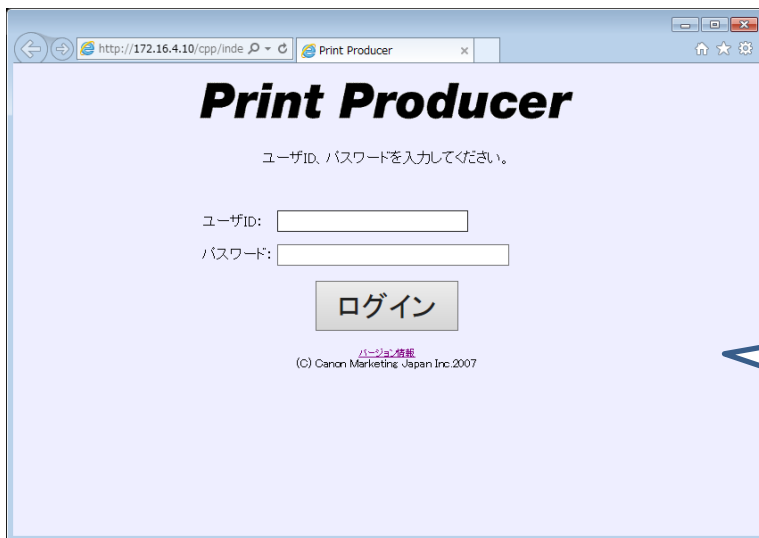 http://172.16.4.10/cpp/inde
Print Producer
Print Producer
ユーザID、パスワードを入力してください。
ユーザID:
パスワード:
ログイン
バージョン情報
(C) Canon Marketing Japan Inc.2007